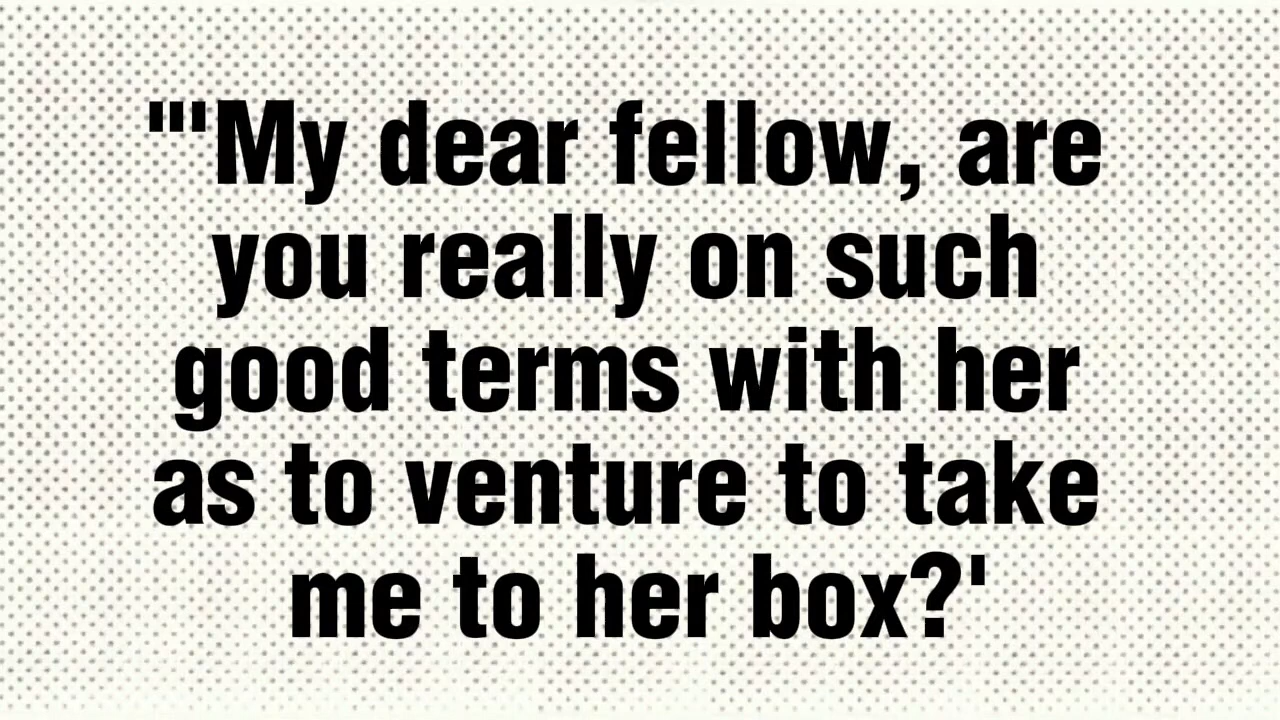 "'My dear fellow, are
you really on such
good terms with her
as to venture to take
me to her box?'